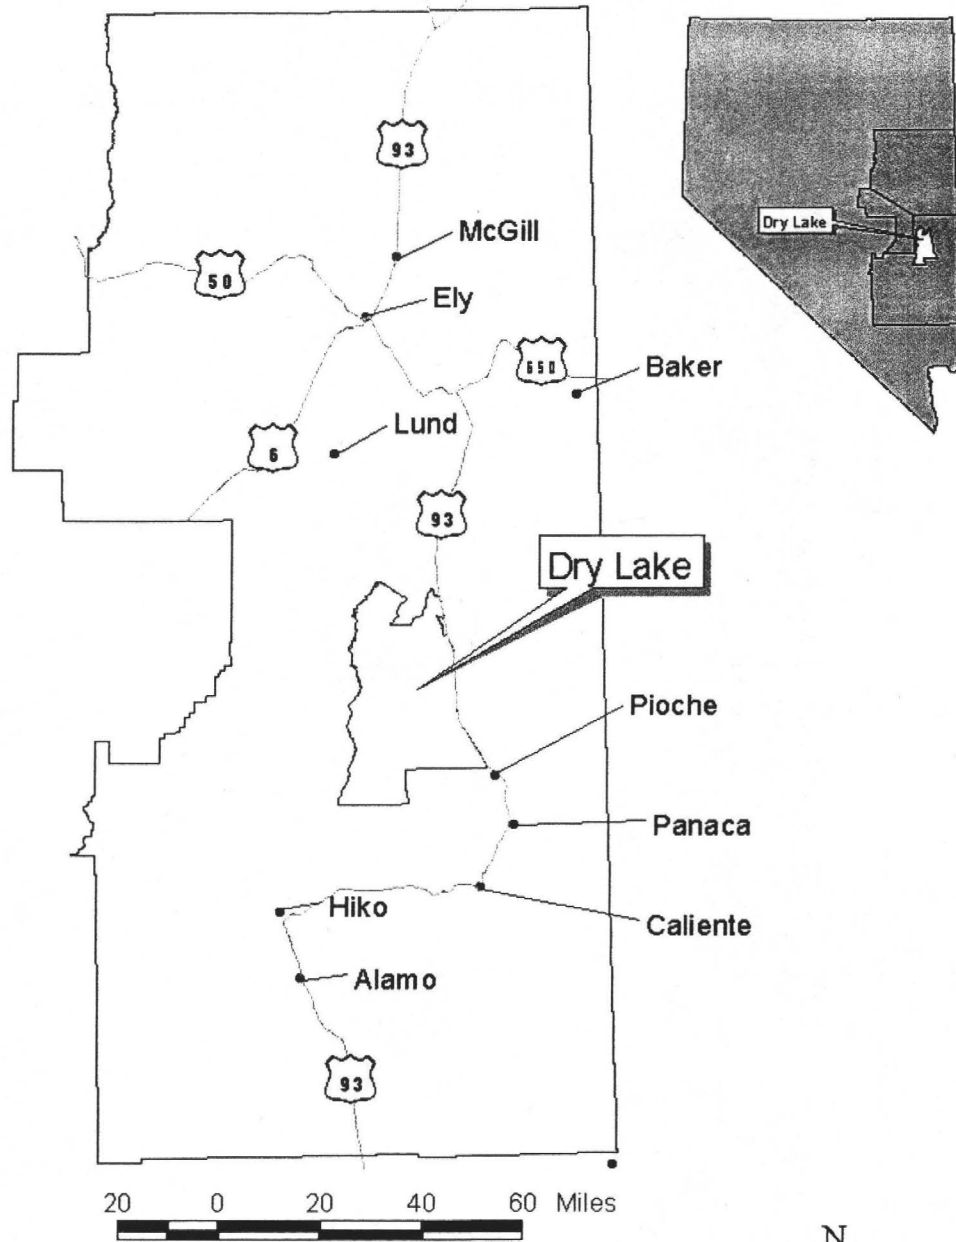 93
McGill
Dry Lake
50
Ely
650
Baker
Lund
6
93
Dry Lake
Pioche
Panaca
Hiko
Caliente
Alamo
93
20 0 20 40 60 Miles
N